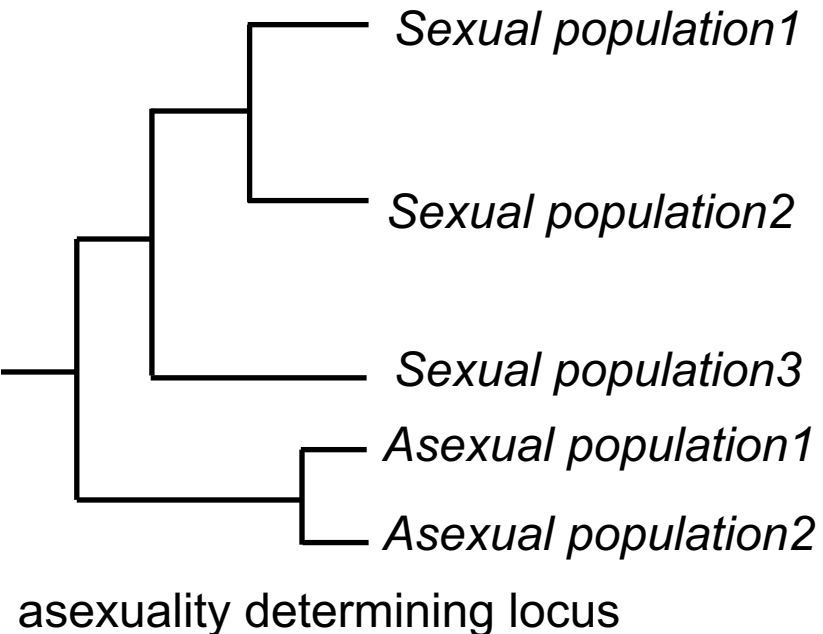 Sexual population1
Sexual population2
Sexual population3
Asexual population1
Asexual population2
asexuality determining locus